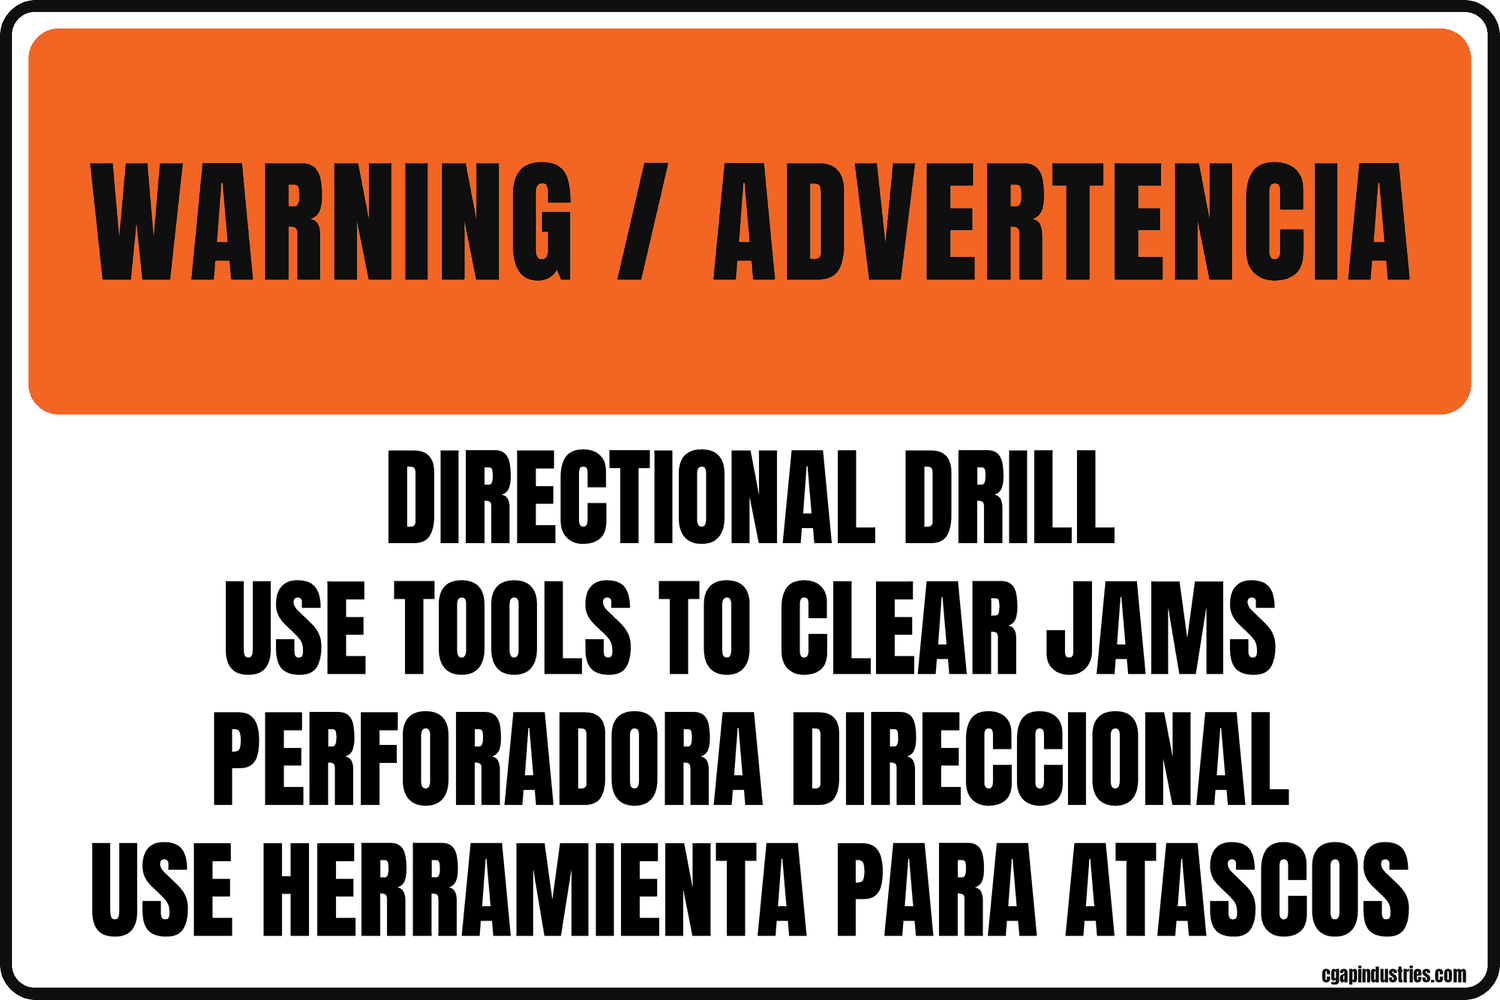 WARNING / ADVERTENCIA
DIRECTIONAL DRILL
USE TOOLS TO CLEAR JAMS
PERFORADORA DIRECCIONAL
USE HERRAMIENTA PARA ATASCOS
cgapindustries.com